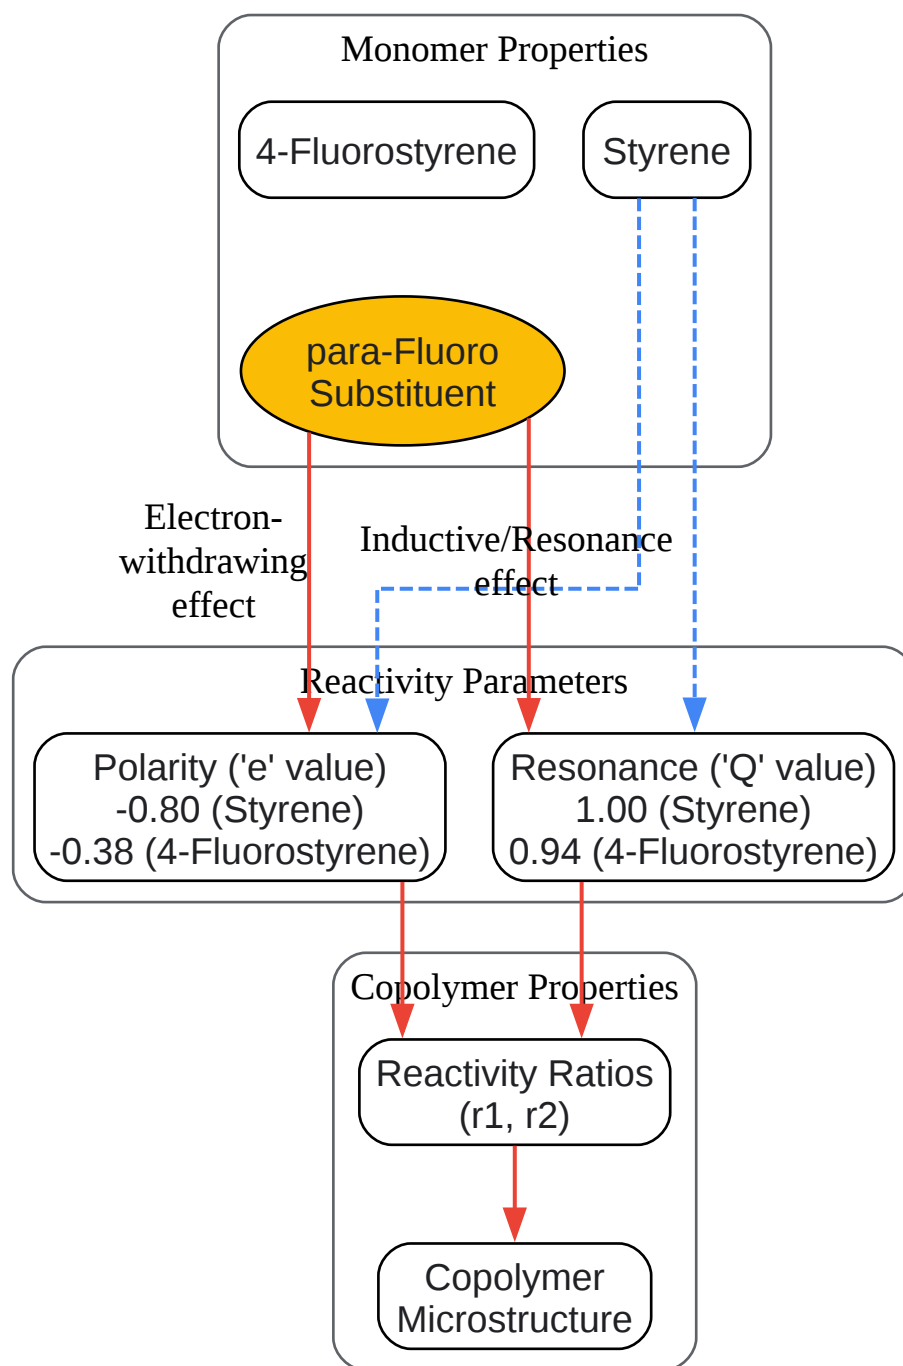 Monomer Properties
4-Fluorostyrene
Styrene
para-Fluoro
Substituent
Electron-
withdrawing
effect
Inductive/Resonance
effect
Reactivity Parameters
Polarity ('e' value)
-0.80 (Styrene)
-0.38 (4-Fluorostyrene)
Resonance ('Q' value)
1.00 (Styrene)
0.94 (4-Fluorostyrene)
Copolymer Properties
Reactivity Ratios
(r1, r2)
Copolymer
Microstructure